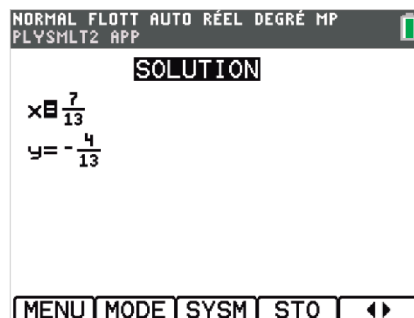 NORMAL FLOTT AUTO RÉEL DEGRÉ MP
PLYSMLT2 APP
SOLUTION
x=7/13
y=-4/13
MENU MODE SYSM STO ◂▸